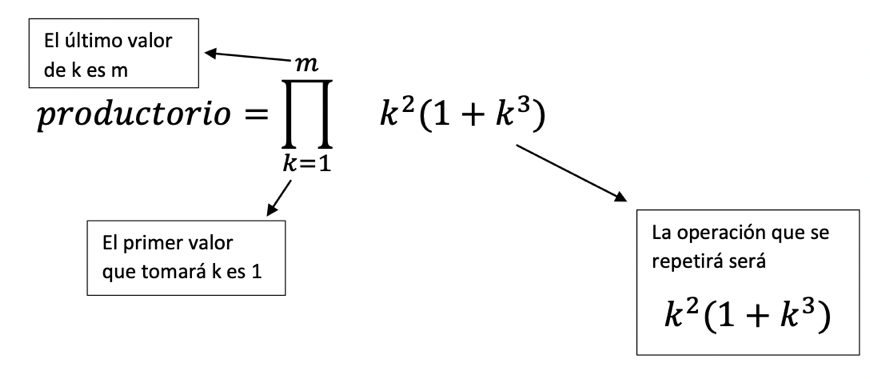 El último valor
de k es m
m
productorio = ∏ k²(1 + k³)
k=1
El primer valor
que tomará k es 1
La operación que se
repetirá será
k²(1 + k³)